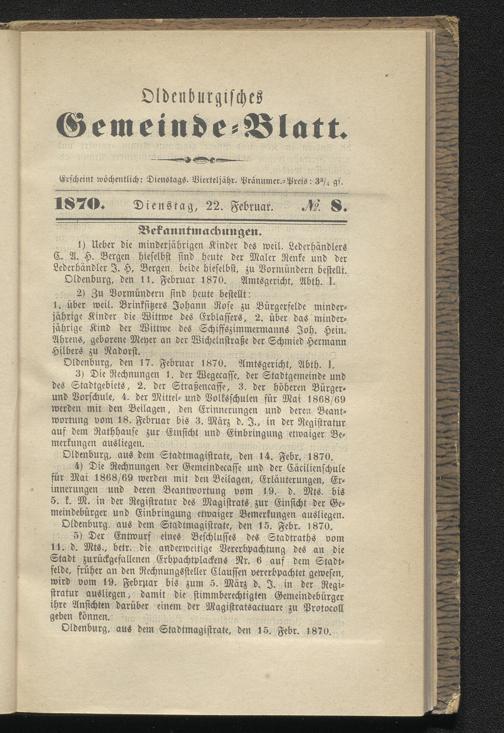 Oldenburgisches
Gemeinde-Blatt.
Erscheint wöchentlich: Dienstags. Vierteljähr. Pränumer.-Preis: 3¾ gs.
1870. Dienstag, 22. Februar. № 8.
Bekanntmachungen.
1) Ueber die minderjährigen Kinder des weil. Lederhändlers
C. A. H. Bergen hieselbst sind heute der Maler Renke und der
Lederhändler J. H. Bergen, beide hieselbst, zu Vormündern bestellt.
Oldenburg, den 11. Februar 1870. Amtsgericht, Abth. I.
2) Zu Vormündern sind heute bestellt:
1. über weil. Brinksitzers Johann Rose zu Bürgerfelde minder-
jährige Kinder die Wittwe des Erblassers, 2. über das minder-
jährige Kind der Wittwe des Schiffszimmermanns Joh. Hein.
Ahrens, geborene Meyer an der Wichelnstraße der Schmied Hermann
Hilbers zu Nadorst.
Oldenburg, den 17. Februar 1870. Amtsgericht, Abth. I.
3) Die Rechnungen 1. der Wegecasse, der Stadtgemeinde und
des Stadtgebiets, 2. der Straßencasse, 3. der höheren Bürger-
und Vorschule, 4. der Mittel- und Volksschulen für Mai 1868/69
werden mit den Beilagen, den Erinnerungen und deren Beant-
wortung vom 18. Februar bis 3. März d. J., in der Registratur
auf dem Rathhause zur Einsicht und Einbringung etwaiger Be-
merkungen ausliegen.
Oldenburg, aus dem Stadtmagistrate, den 14. Febr. 1870.
4) Die Rechnungen der Gemeindecasse und der Cäcilienschule
für Mai 1868/69 werden mit den Beilagen, Erläuterungen, Er-
innerungen und deren Beantwortung vom 19. d. Mts. bis
5. k. M. in der Registratur des Magistrats zur Einsicht der Ge-
meindebürger und Einbringung etwaiger Bemerkungen ausliegen.
Oldenburg, aus dem Stadtmagistrate, den 15. Febr. 1870.
5) Der Entwurf eines Beschlusses des Stadtraths vom
11. d. Mts., betr. die anderweitige Vererbpachtung des an die
Stadt zurückgefallenen Erbpachtplackens Nr. 6 auf dem Stadt-
felde, früher an den Rechnungssteller Claussen vererbpachtet gewesen,
wird vom 19. Februar bis zum 5. März d. J. in der Regi-
stratur ausliegen, damit die stimmberechtigten Gemeindebürger
ihre Ansichten darüber einem der Magistratsactuare zu Protocoll
geben können.
Oldenburg, aus dem Stadtmagistrate, den 15. Febr. 1870.